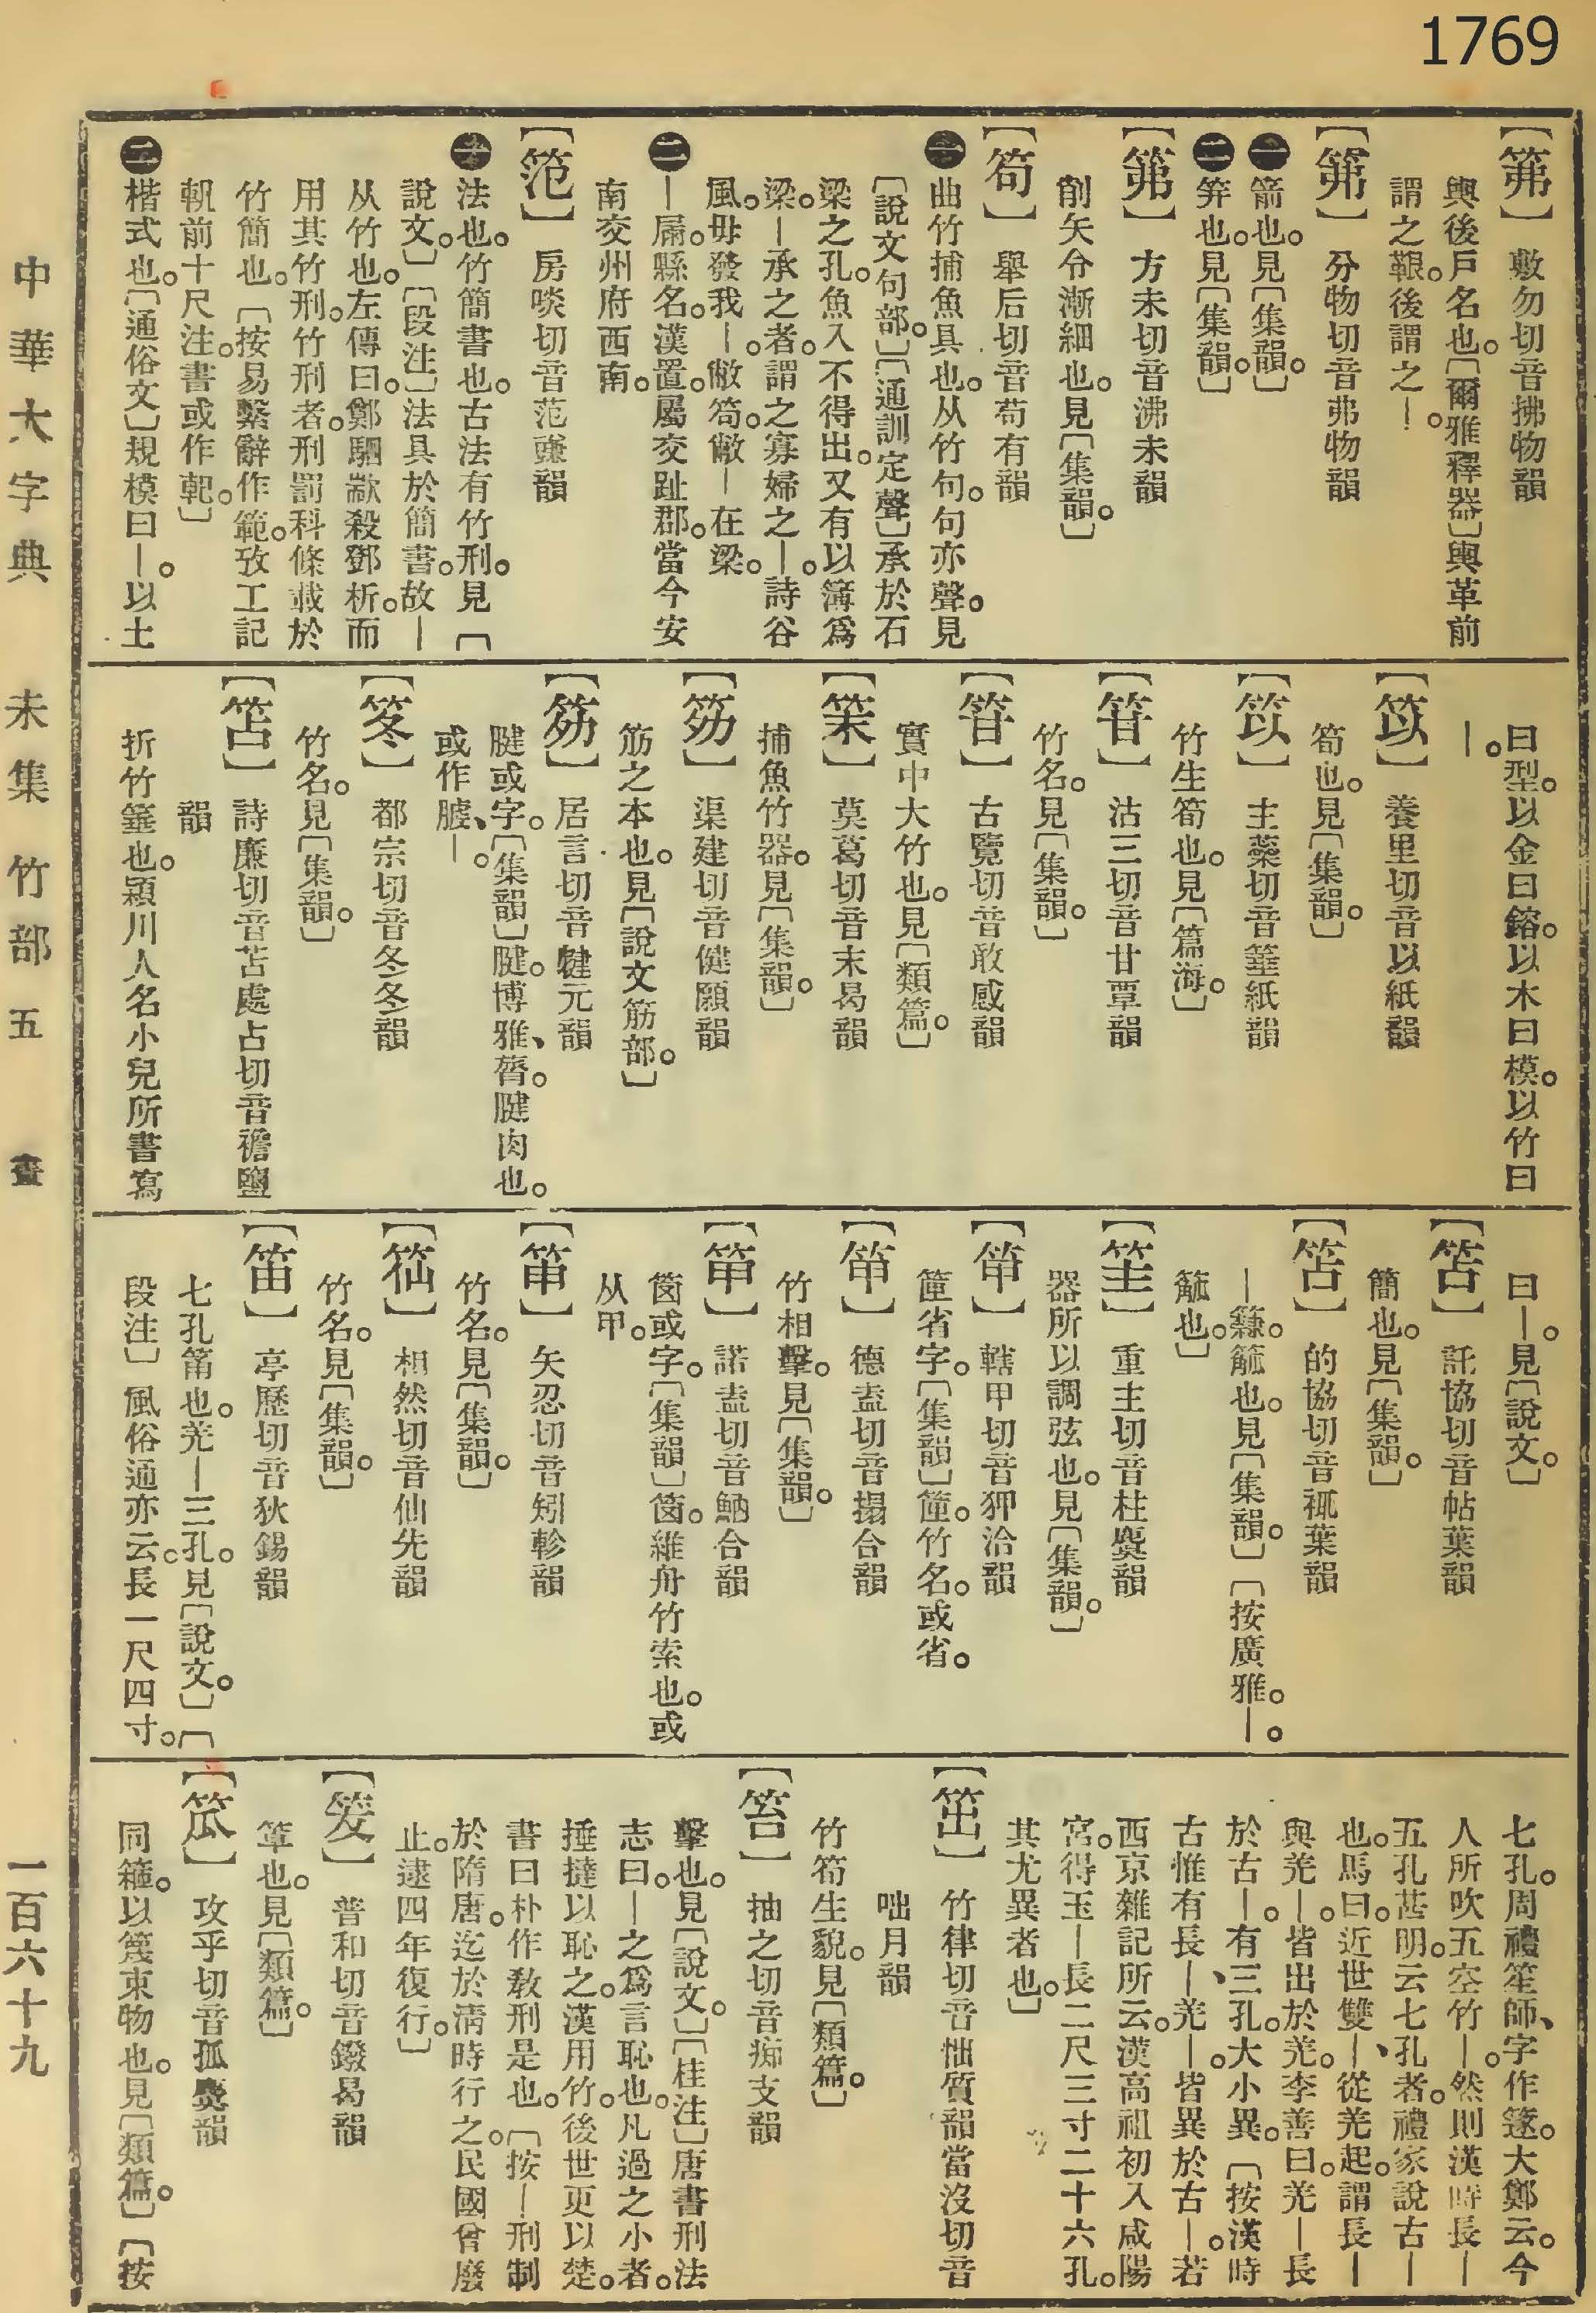 1769
【笰】敷勿切音拂物韻
輿後戶名也。〔爾雅釋器〕輿革前
謂之鞎。後謂之｜。
【笰】分物切音弗物韻
㊀箭也。見〔集韻。〕
㊁笄也。見〔集韻。〕
【笰】方未切音沸未韻
削矢令漸細也。見〔集韻。〕
【笱】舉后切音苟有韻
㊀曲竹捕魚具也。从竹句。句亦聲。見
〔說文句部。〕〔通訓定聲〕承於石
梁之孔。魚入不得出。又有以簿爲
梁。｜承之者。謂之寡婦之｜。詩谷
風。毋發我｜。敝笱。敝｜在梁。
㊁｜屚。縣名。漢置。屬交趾郡。當今安
南交州府西南。
【笵】房啖切音范豏韻
㊀法也。竹簡書也。古法有竹刑。見〔
說文。〕〔段注〕法具於簡書。故｜
从竹也。左傳曰。鄭駟歂殺鄧析。而
用其竹刑。竹刑者。刑罰科條載於
竹簡也。〔按易繫辭作範。攷工記
軓前十尺注。書或作軋。〕
㊁楷式也。〔通俗文〕規模曰｜。以土
曰型。以金曰鎔。以木曰模。以竹曰
｜。
【笖】養里切音以紙韻
筍也。見〔集韻。〕
【笖】主蘂切音箠紙韻
竹生筍也。見〔篇海。〕
【笴】沽三切音甘覃韻
竹名。見〔集韻。〕
【笴】古覽切音敢感韻
實中大竹也。見〔類篇。〕
【筞】莫葛切音末曷韻
捕魚竹器。見〔集韻。〕
【笏】渠建切音健願韻
筋之本也。見〔說文筋部。〕
【笏】居言切音犍元韻
腱或字。〔集韻〕腱。博雅、膂。腱肉也。
或作䐩、｜。
【笗】都宗切音冬冬韻
竹名。見〔集韻。〕
【笘】詩廉切音苫處占切音襜鹽
韻
折竹箠也。潁川人名小兒所書寫
曰｜。見〔說文。〕
【笘】託協切音帖葉韻
簡也。見〔集韻。〕
【笘】的協切音㼭葉韻
｜䉞。觚也。見〔集韻。〕〔按廣雅。｜。
觚也。〕
【筀】重主切音柱麌韻
器所以調弦也。見〔集韻。〕
【笚】轄甲切音狎洽韻
篂省字。〔集韻〕篂。竹名。或省。
【笚】德盍切音搨合韻
竹相擊。見〔集韻。〕
【笚】諾盍切音魶合韻
䈫或字。〔集韻〕䈫。維舟竹索也。或
从甲。
【笚】矢忍切音矧軫韻
竹名。見〔集韻。〕
【秈】相然切音仙先韻
竹名。見〔集韻。〕
【笛】亭歷切音狄錫韻
七孔筩也。羌｜三孔。見〔說文。〕〔
段注〕風俗通亦云。長一尺四寸。
七孔。周禮笙師、字作篴。大鄭云。今
人所吹五空竹｜。然則漢時長｜
五孔甚明。云七孔者。禮家說古｜
也。馬曰。近世雙｜、從羌起。謂長｜
與羌｜。皆出於羌。李善曰。羌｜長
於古｜。有三孔。大小異。〔按漢時
古惟有長｜、羌｜。皆異於古｜。若
西京雜記所云。漢高祖初入咸陽
宮。得玉｜長二尺三寸二十六孔。
其尤異者也。〕
【笜】竹律切音怞質韻當沒切音
咄月韻
竹筍生貌。見〔類篇。〕
【笞】抽之切音痴支韻
擊也。見〔說文。〕〔桂注〕唐書刑法
志曰。｜之爲言恥也。凡過之小者。
捶撻以恥之。漢用竹。後世更以楚。
書曰朴作敎刑是也。〔按｜刑制
於隋唐。迄於淸時行之。民國曾廢
止。逮四年復行。〕
【䇛】普和切音鏺曷韻
箪也。見〔類篇。〕
【笟】攻乎切音孤麌韻
同箍。以篾束物也。見〔類篇。〕〔按
中華大字典　未集　竹部　五　畫
一百六十九